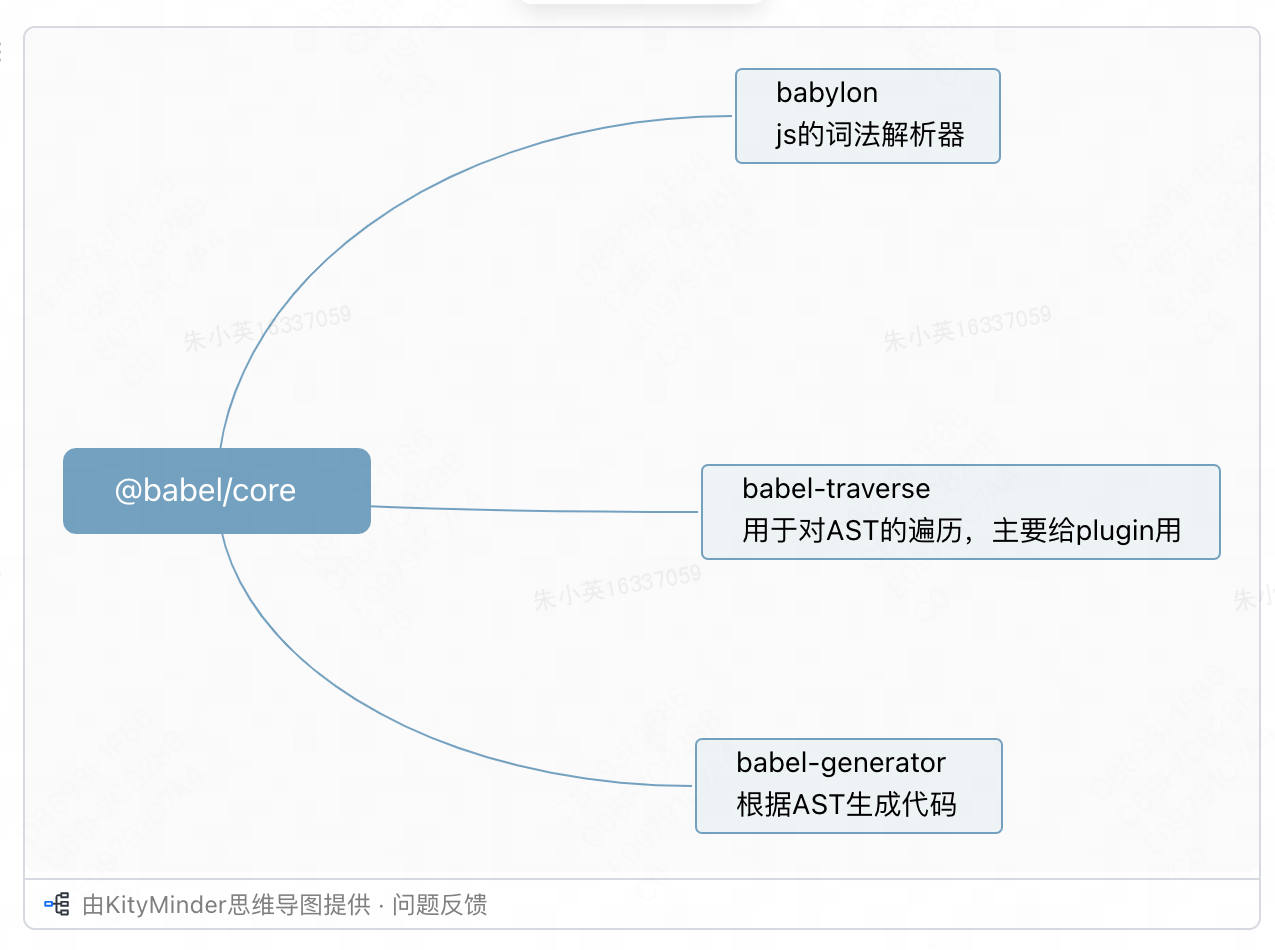 babylon
js的词法解析器
朱小英16337059
朱小英16337059
@babel/core
babel-traverse
用于对AST的遍历，主要给plugin用
朱小英16337059
朱小
babel-generator
根据AST生成代码
由KityMinder思维导图提供 · 问题反馈